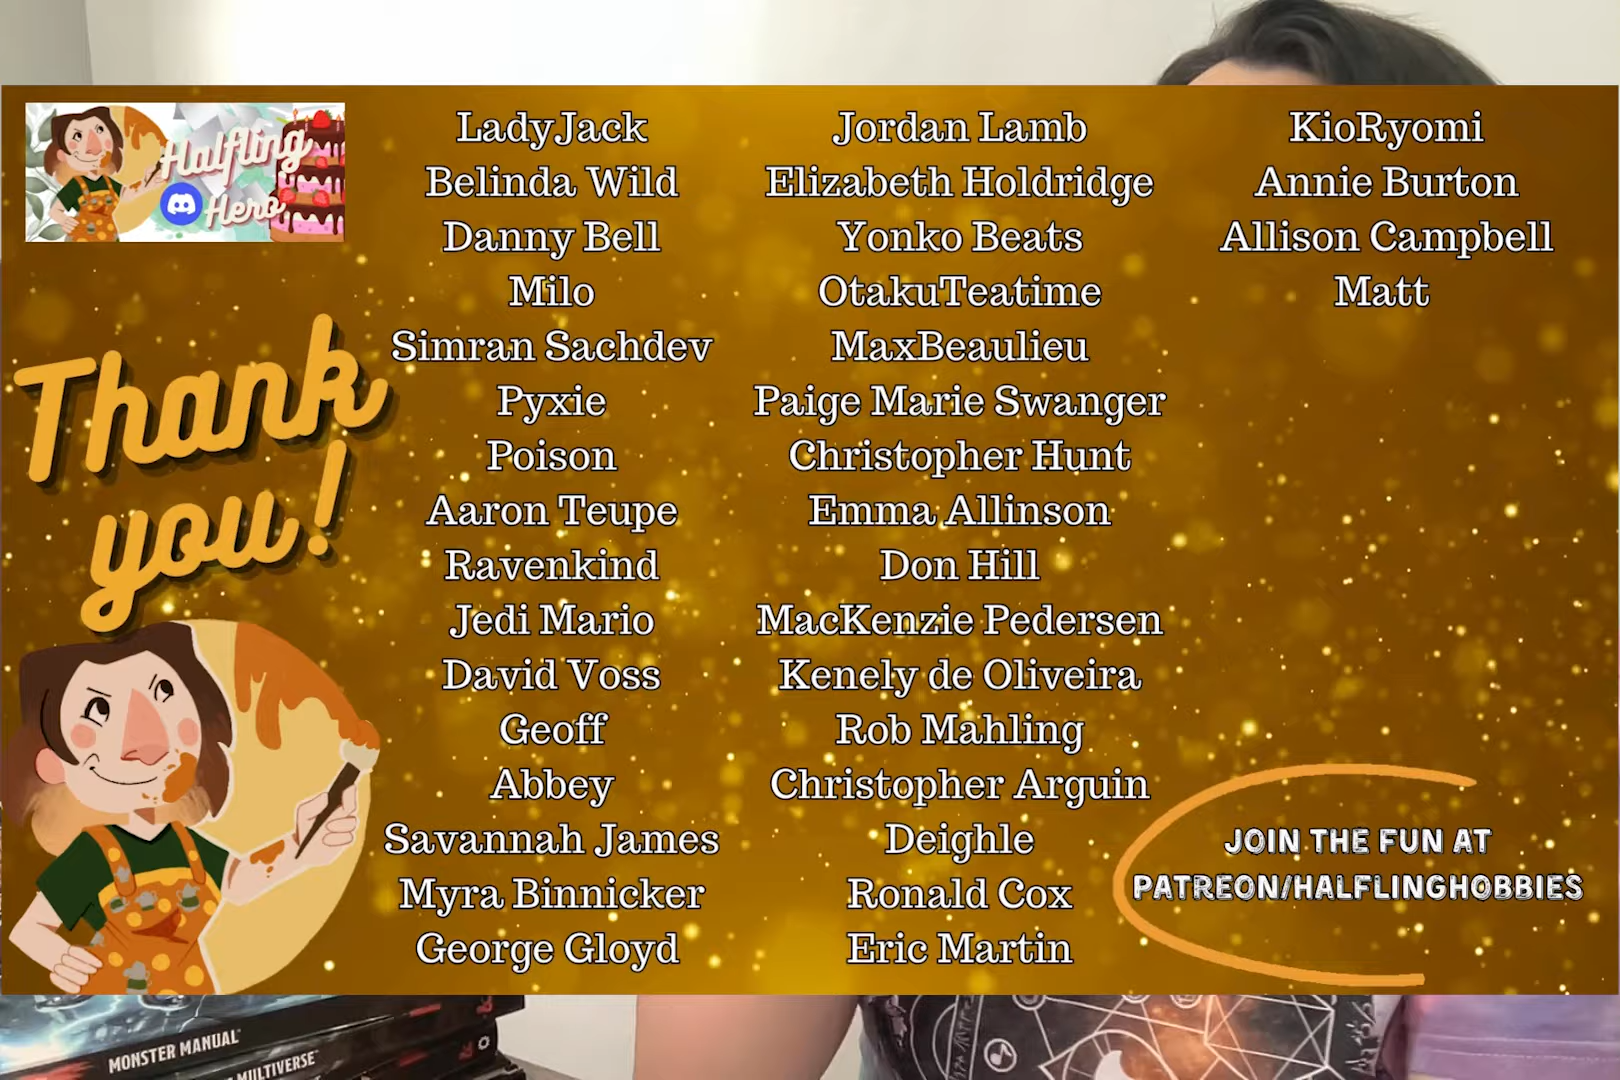 Halfling
Hero
Thank
you!
LadyJack
Belinda Wild
Danny Bell
Milo
Simran Sachdev
Pyxie
Poison
Aaron Teupe
Ravenkind
Jedi Mario
David Voss
Geoff
Abbey
Savannah James
Myra Binnicker
George Gloyd
Jordan Lamb
Elizabeth Holdridge
Yonko Beats
OtakuTeatime
MaxBeaulieu
Paige Marie Swanger
Christopher Hunt
Emma Allinson
Don Hill
MacKenzie Pedersen
Kenely de Oliveira
Rob Mahling
Christopher Arguin
Deighle
Ronald Cox
Eric Martin
KioRyomi
Annie Burton
Allison Campbell
Matt
JOIN THE FUN AT
PATREON/HALFLINGHOBBIES
MONSTER MANUAL
MULTIVERSE